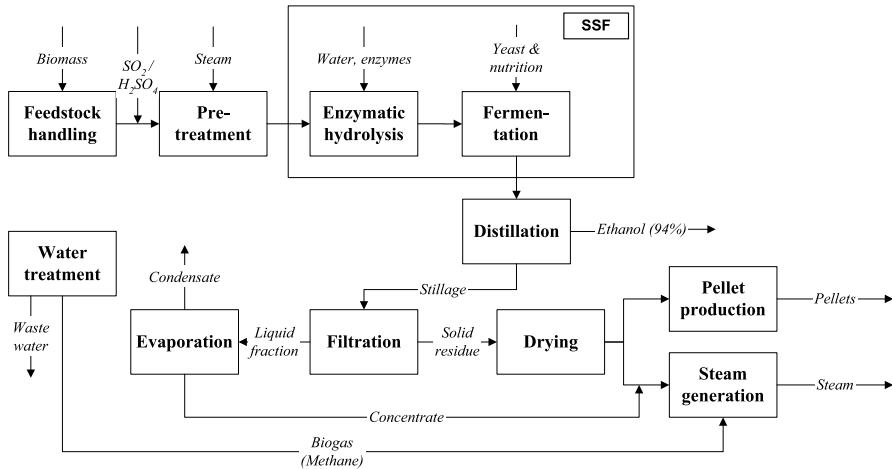 SSF
Biomass
SO2 /
H2SO4
Steam
Water, enzymes
Yeast &
nutrition
Feedstock
handling
Pre-
treatment
Enzymatic
hydrolysis
Fermen-
tation
Distillation
Ethanol (94%)
Water
treatment
Condensate
Stillage
Pellet
production
Pellets
Waste
water
Evaporation
Liquid
fraction
Filtration
Solid
residue
Drying
Steam
generation
Steam
Concentrate
Biogas
(Methane)